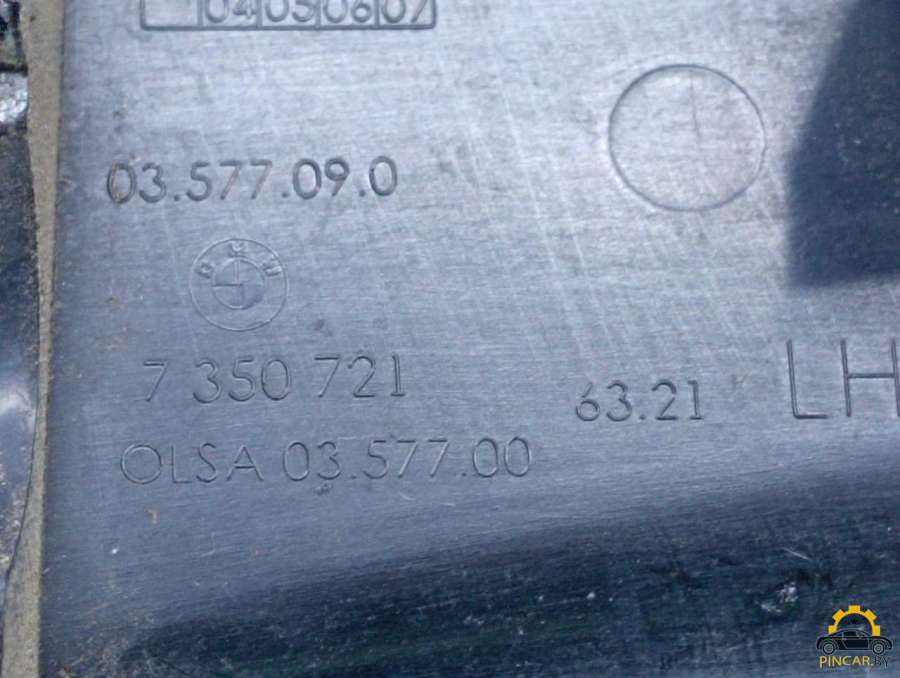 04 05 06 07
03.577.09.0
BMW
7 350 721
63.21
LH
OLSA 03.577.00
PINCAR.BY